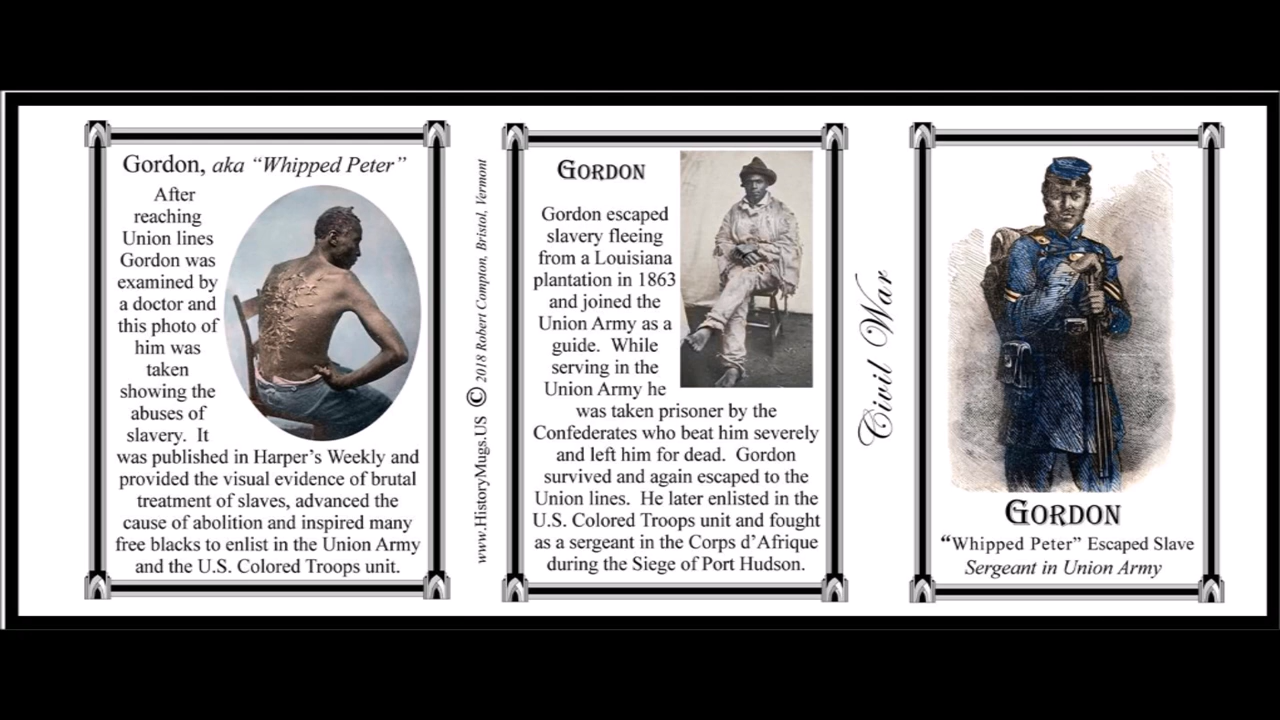 Gordon, aka “Whipped Peter”
After
reaching
Union lines
Gordon was
examined by
a doctor and
this photo of
him was
taken
showing the
abuses of
slavery. It
was published in Harper’s Weekly and
provided the visual evidence of brutal
treatment of slaves, advanced the
cause of abolition and inspired many
free blacks to enlist in the Union Army
and the U.S. Colored Troops unit.
www.HistoryMugs.US © 2018 Robert Compton, Bristol, Vermont
GORDON
Gordon escaped
slavery fleeing
from a Louisiana
plantation in 1863
and joined the
Union Army as a
guide. While
serving in the
Union Army he
was taken prisoner by the
Confederates who beat him severely
and left him for dead. Gordon
survived and again escaped to the
Union lines. He later enlisted in the
U.S. Colored Troops unit and fought
as a sergeant in the Corps d’Afrique
during the Siege of Port Hudson.
Civil War
GORDON
“Whipped Peter” Escaped Slave
Sergeant in Union Army